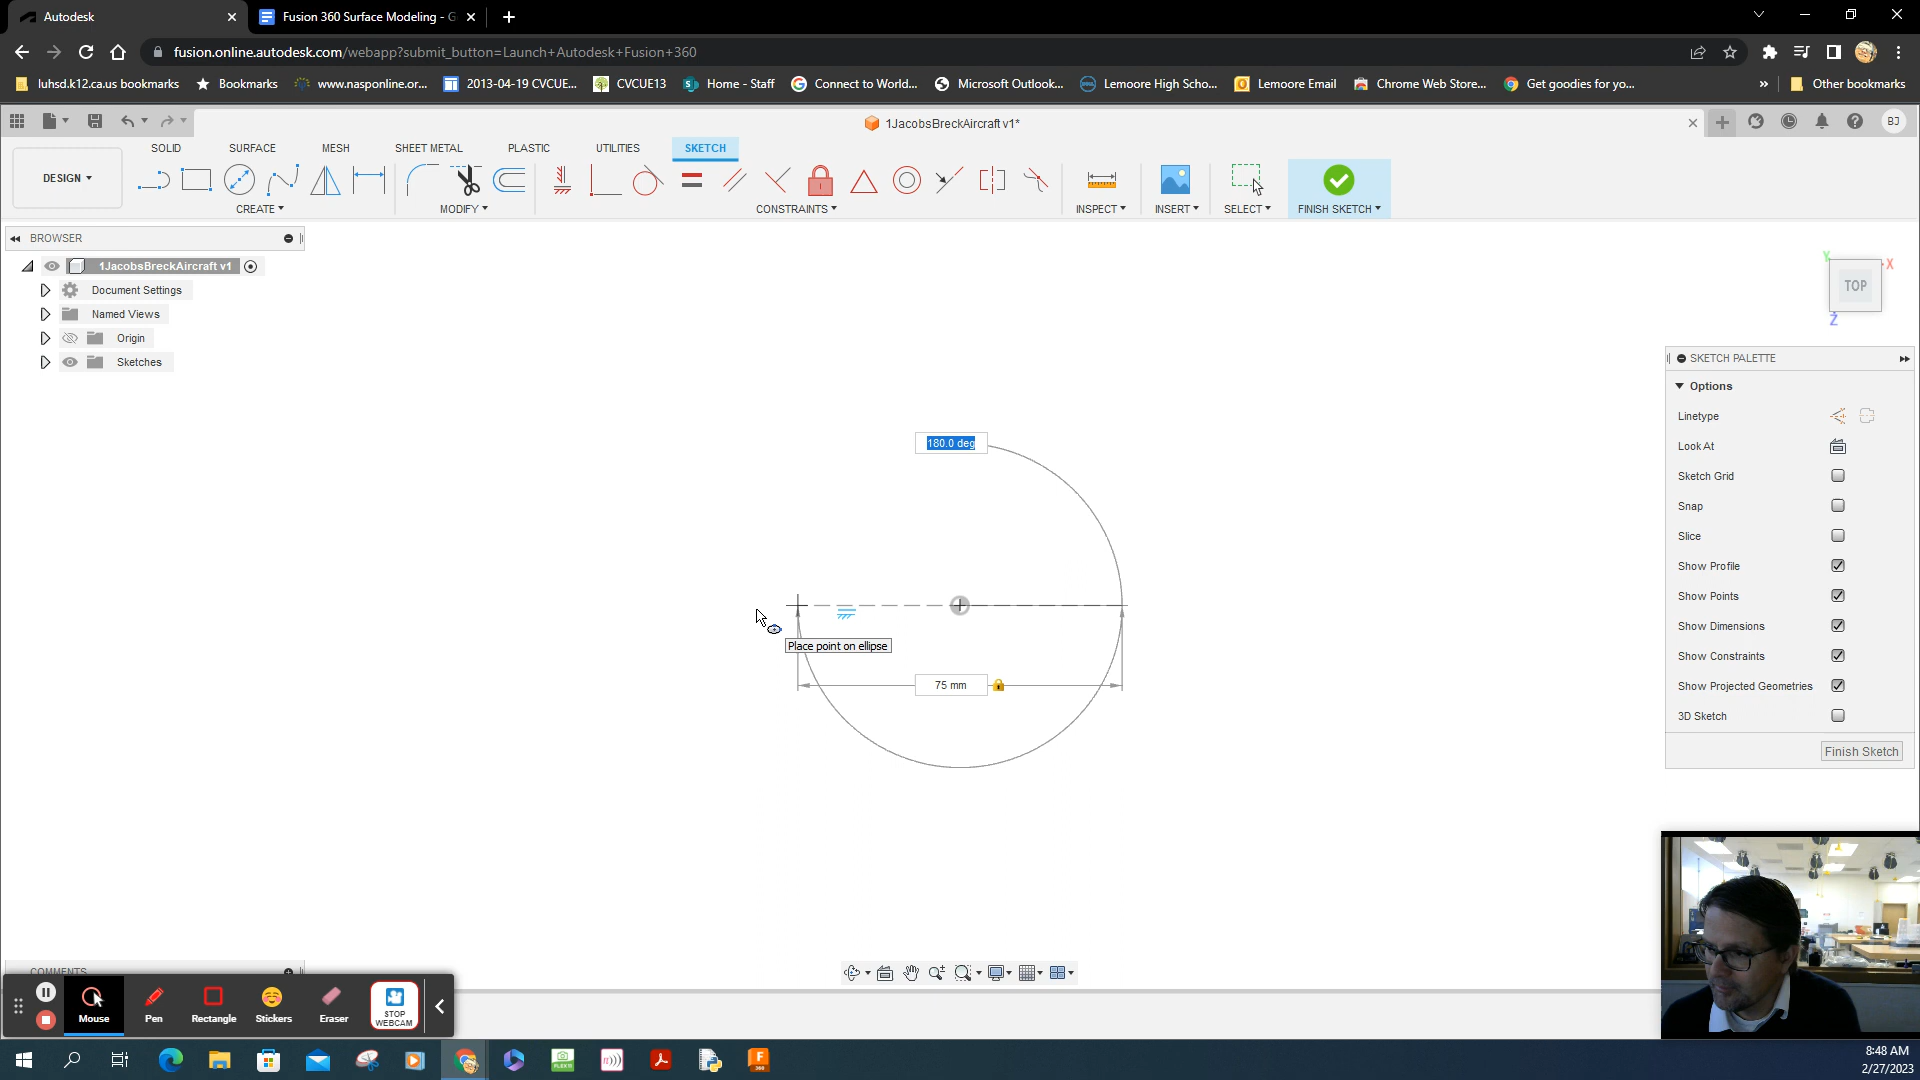 Autodesk
Fusion 360 Surface Modeling - G
fusion.online.autodesk.com/webapp?submit_button=Launch+Autodesk+Fusion+360
luhsd.k12.ca.us bookmarks
Bookmarks
www.nasponline.or...
2013-04-19 CVCUE...
CVCUE13
Home - Staff
Connect to World...
Microsoft Outlook...
Lemoore High Scho...
Lemoore Email
Chrome Web Store...
Get goodies for yo...
»
Other bookmarks
1JacobsBreckAircraft v1*
BJ
SOLID
SURFACE
MESH
SHEET METAL
PLASTIC
UTILITIES
SKETCH
DESIGN
CREATE
MODIFY
CONSTRAINTS
INSPECT
INSERT
SELECT
FINISH SKETCH
BROWSER
1JacobsBreckAircraft v1
Document Settings
Named Views
Origin
Sketches
Y
X
TOP
Z
SKETCH PALETTE
Options
Linetype
Look At
Sketch Grid
Snap
Slice
Show Profile
Show Points
Show Dimensions
Show Constraints
Show Projected Geometries
3D Sketch
Finish Sketch
180.0 deg
Place point on ellipse
75 mm
COMMENTS
Mouse
Pen
Rectangle
Stickers
Eraser
STOP
WEBCAM
8:48 AM
2/27/2023